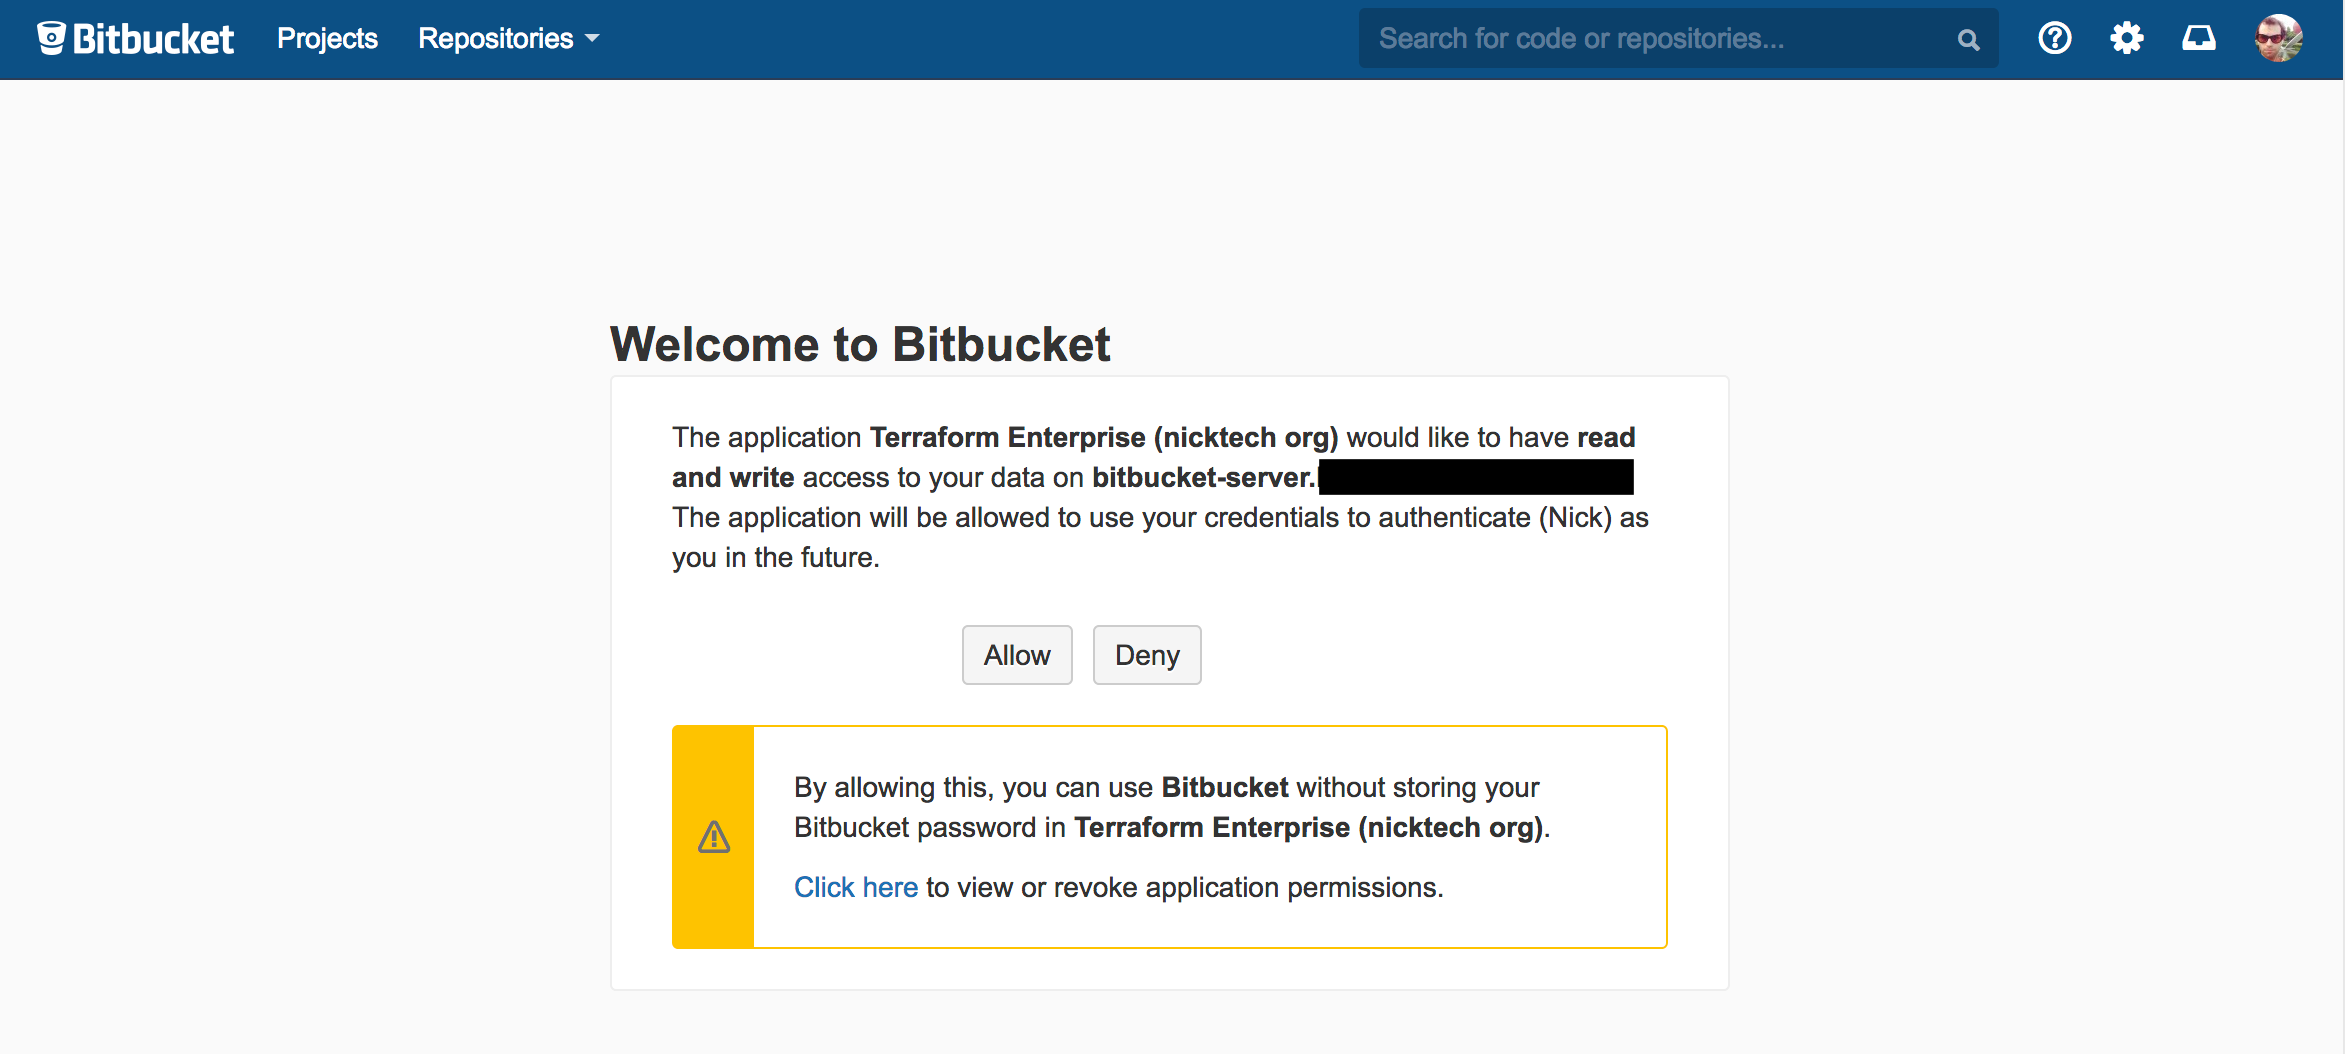 Bitbucket Projects Repositories Search for code or repositories...
Welcome to Bitbucket
The application Terraform Enterprise (nicktech org) would like to have read
and write access to your data on bitbucket-server.
The application will be allowed to use your credentials to authenticate (Nick) as
you in the future.
Allow Deny
By allowing this, you can use Bitbucket without storing your
Bitbucket password in Terraform Enterprise (nicktech org).
Click here to view or revoke application permissions.